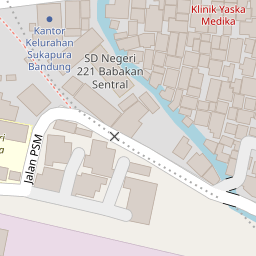 Klinik Yaska
Medika
Kantor
Kelurahan
Sukapura
Bandung
SD Negeri
221 Babakan
Sentral
Jalan PSM